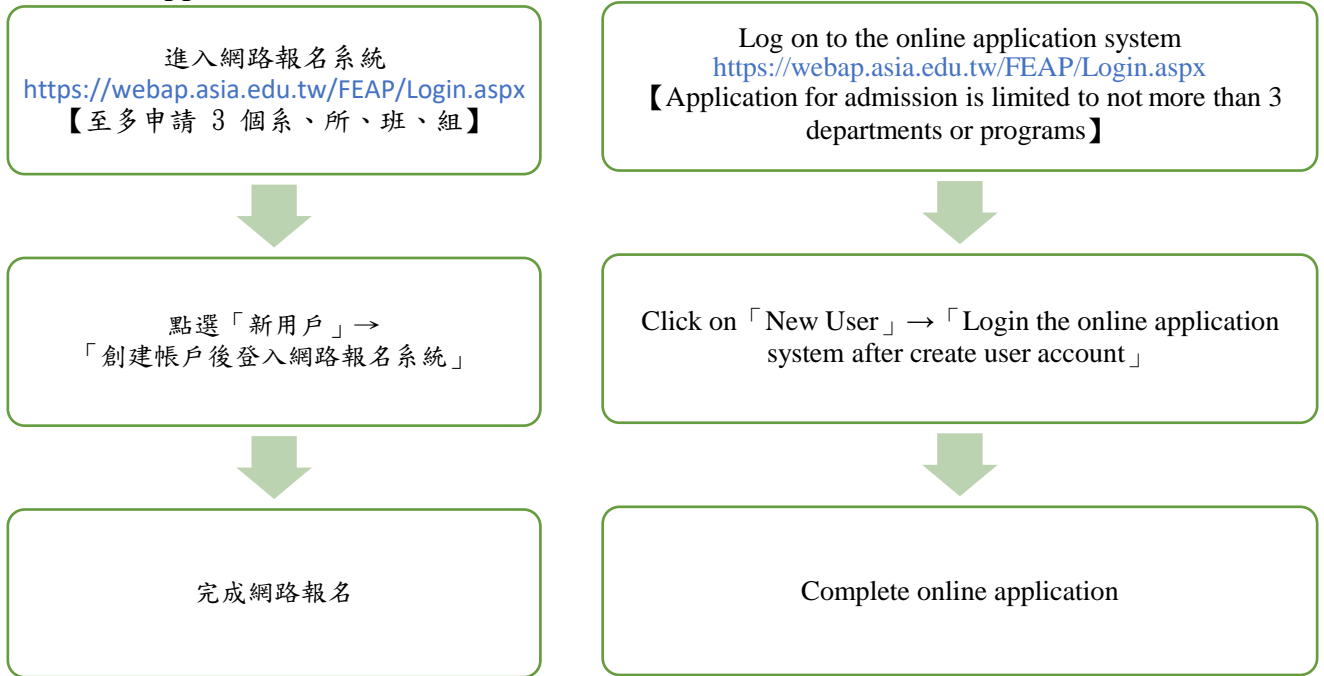 進入網路報名系統
https://webap.asia.edu.tw/FEAP/Login.aspx
【至多申請 3 個系、所、班、組】
點選「新用戶」→
「創建帳戶後登入網路報名系統」
完成網路報名
Log on to the online application system
https://webap.asia.edu.tw/FEAP/Login.aspx
【Application for admission is limited to not more than 3
departments or programs】
Click on「New User」→「Login the online application
system after create user account」
Complete online application